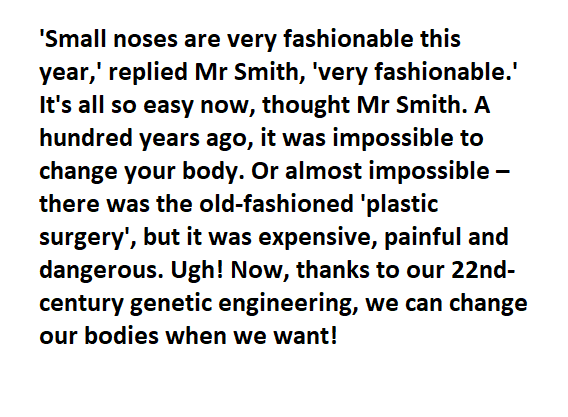 'Small noses are very fashionable this
year,' replied Mr Smith, 'very fashionable.'
It's all so easy now, thought Mr Smith. A
hundred years ago, it was impossible to
change your body. Or almost impossible –
there was the old-fashioned 'plastic
surgery', but it was expensive, painful and
dangerous. Ugh! Now, thanks to our 22nd-
century genetic engineering, we can change
our bodies when we want!